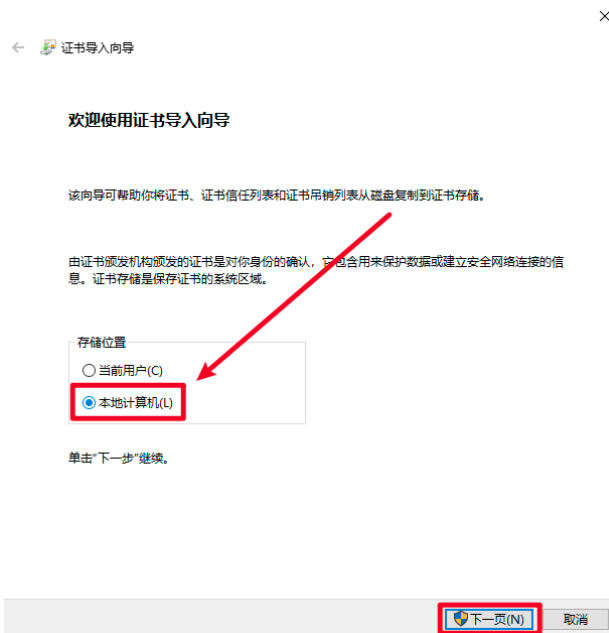 证书导入向导
欢迎使用证书导入向导
该向导可帮助你将证书、证书信任列表和证书吊销列表从磁盘复制到证书存储。
由证书颁发机构颁发的证书是对你身份的确认，它包含用来保护数据或建立安全网络连接的信
息。证书存储是保存证书的系统区域。
存储位置
当前用户(C)
本地计算机(L)
单击“下一步”继续。
下一页(N)
取消